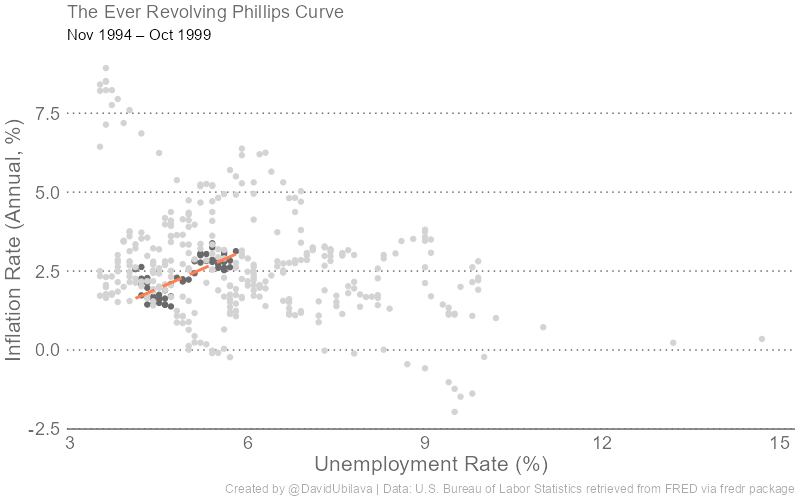 The Ever Revolving Phillips Curve
Nov 1994 – Oct 1999
Inflation Rate (Annual, %)
7.5
5.0
2.5
0.0
-2.5
3 6 9 12 15
Unemployment Rate (%)
Created by @DavidUbilava | Data: U.S. Bureau of Labor Statistics retrieved from FRED via fredr package